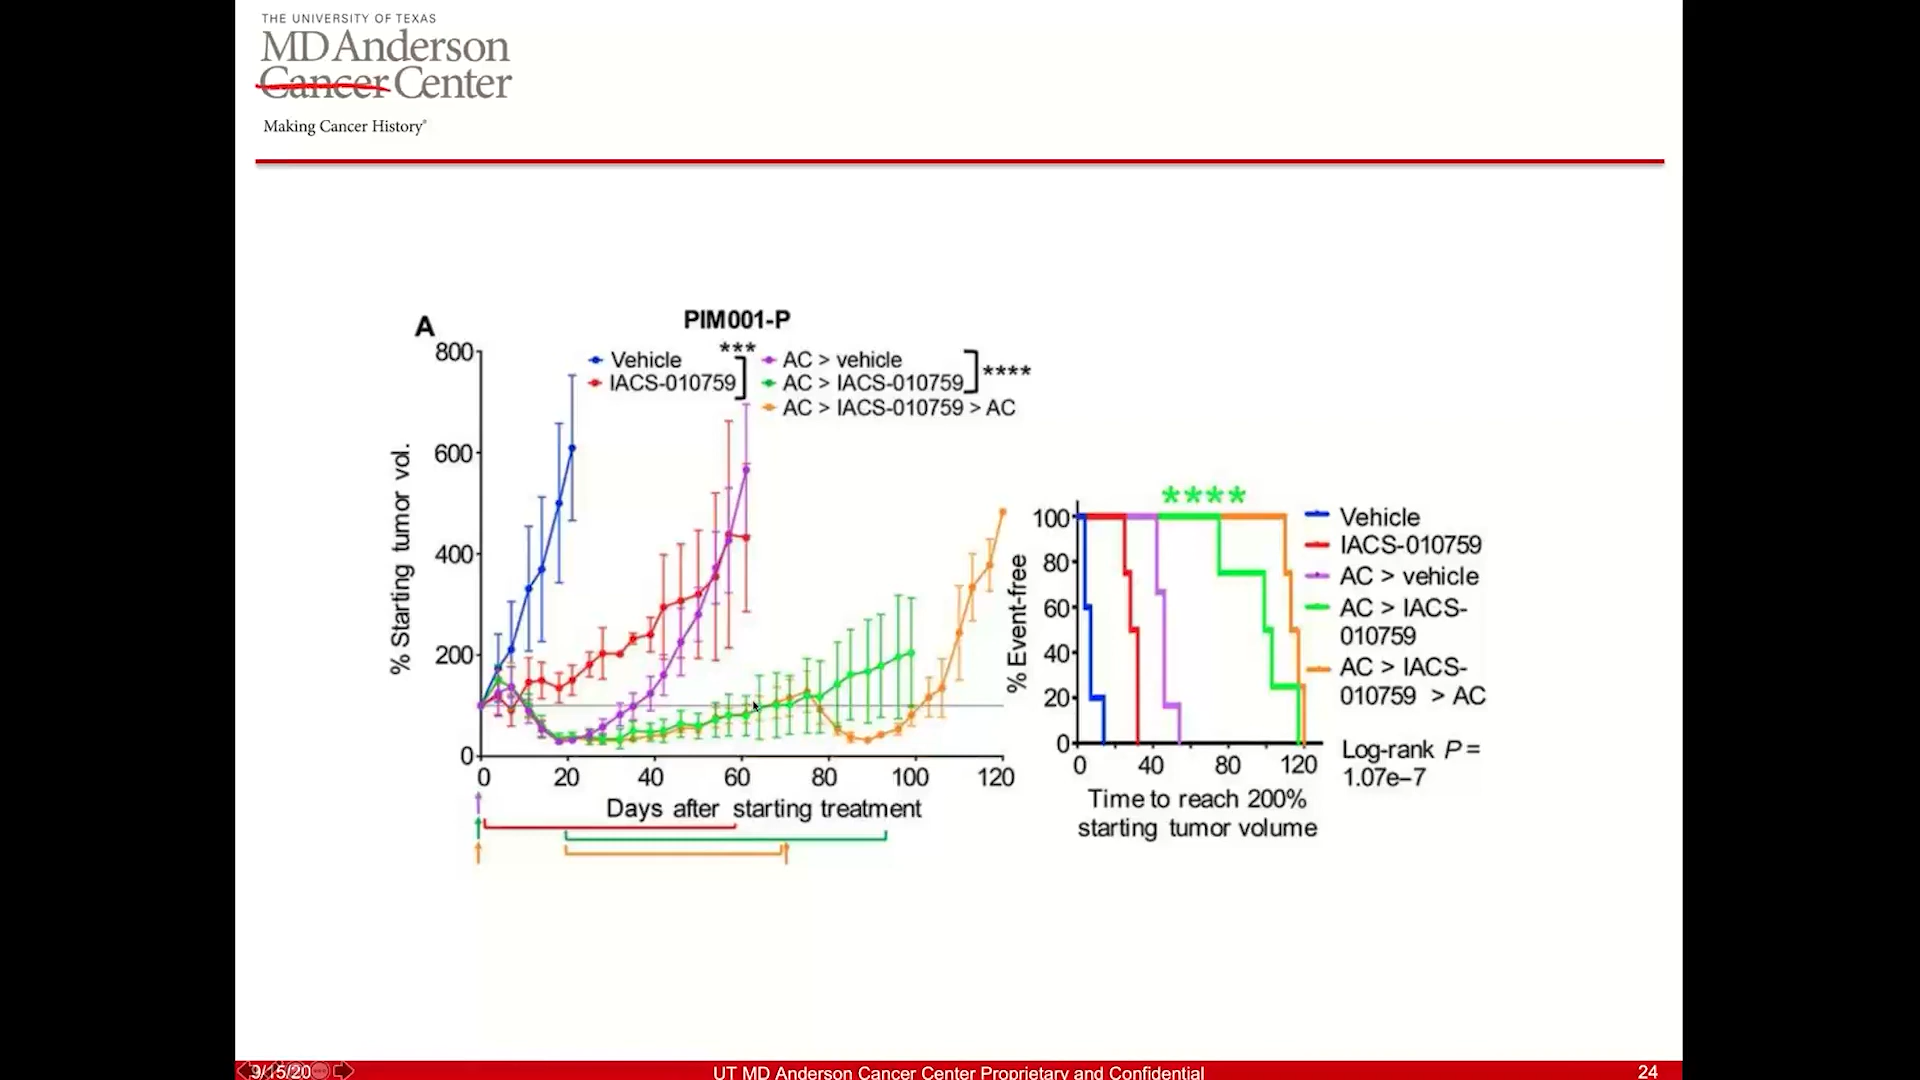 THE UNIVERSITY OF TEXAS
MD Anderson
Cancer Center
Making Cancer History®
A
PIM001-P
Vehicle
IACS-010759
***
AC > vehicle
AC > IACS-010759
AC > IACS-010759 > AC
****
% Starting tumor vol.
800
600
400
200
0
0 20 40 60 80 100 120
Days after starting treatment
****
% Event-free
100
80
60
40
20
0
0 40 80 120
Time to reach 200%
starting tumor volume
Vehicle
IACS-010759
AC > vehicle
AC > IACS-
010759
AC > IACS-
010759 > AC
Log-rank P =
1.07e–7
9/15/20
UT MD Anderson Cancer Center Proprietary and Confidential
24